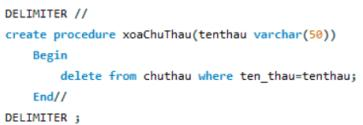 DELIMITER //
create procedure xoaChuThau(tenthau varchar(50))
    Begin
        delete from chuthau where ten_thau=tenthau;
    End//
DELIMITER ;